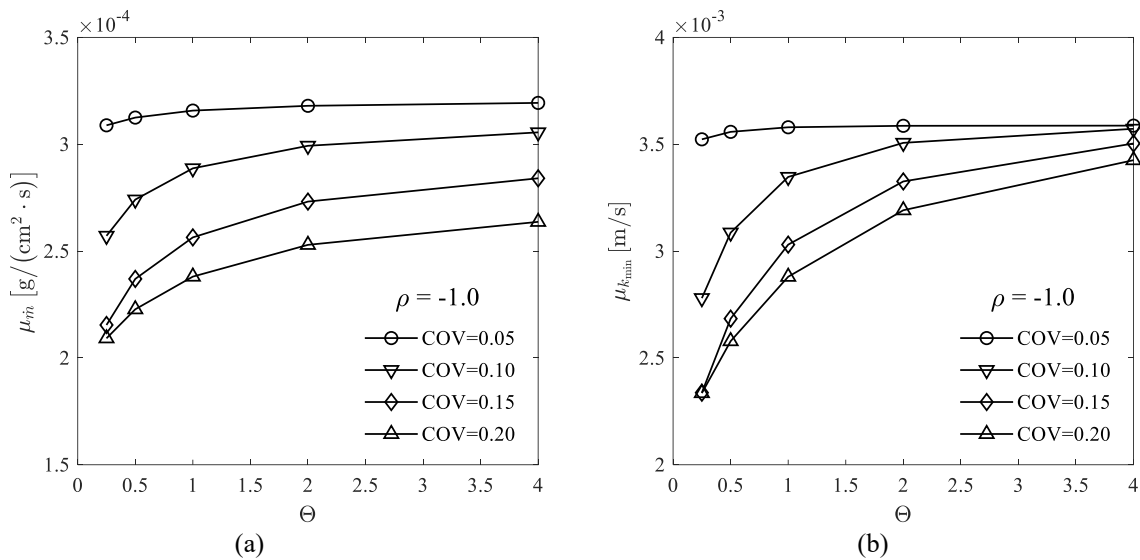 ×10⁻⁴
3.5
3
2.5
2
1.5
μ_ṁ [g/(cm² · s)]
ρ = -1.0
COV=0.05
COV=0.10
COV=0.15
COV=0.20
0 0.5 1 1.5 2 2.5 3 3.5 4
Θ
(a)
×10⁻³
4
3.5
3
2.5
2
μ_kmin [m/s]
ρ = -1.0
COV=0.05
COV=0.10
COV=0.15
COV=0.20
0 0.5 1 1.5 2 2.5 3 3.5 4
Θ
(b)